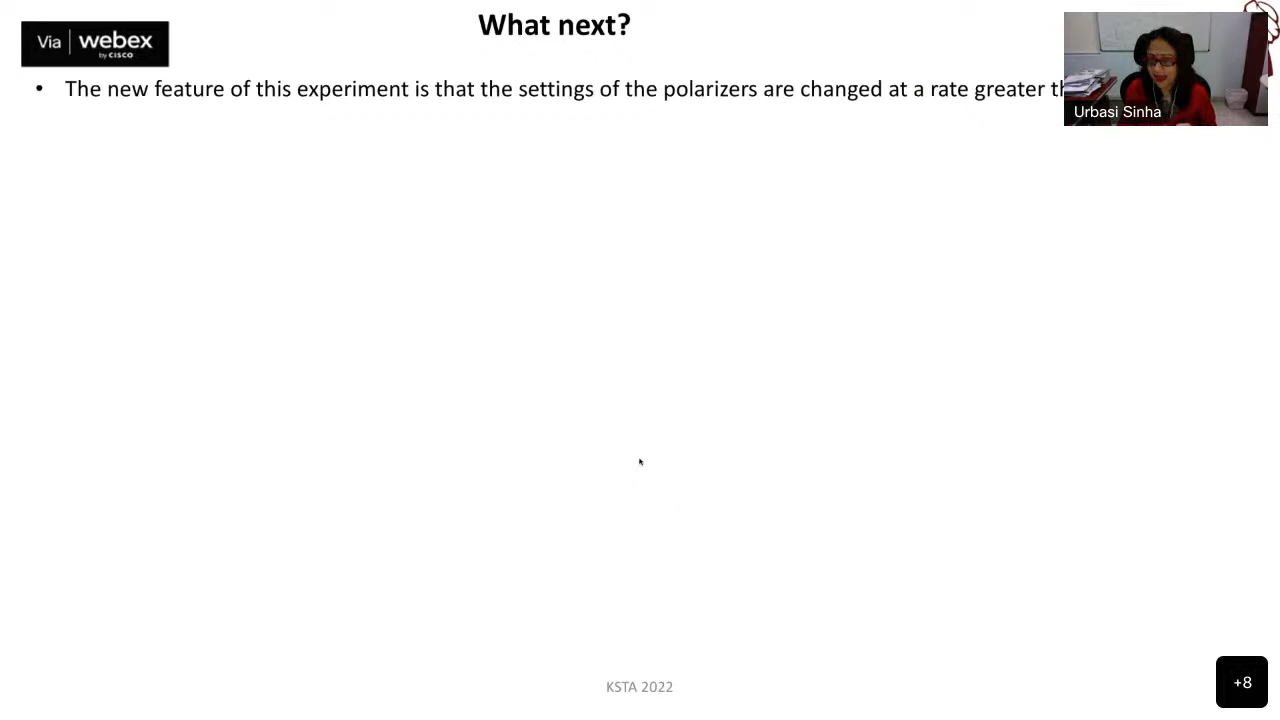 What next?
Via webex
by CISCO
• The new feature of this experiment is that the settings of the polarizers are changed at a rate greater
Urbasi Sinha
KSTA 2022
+8